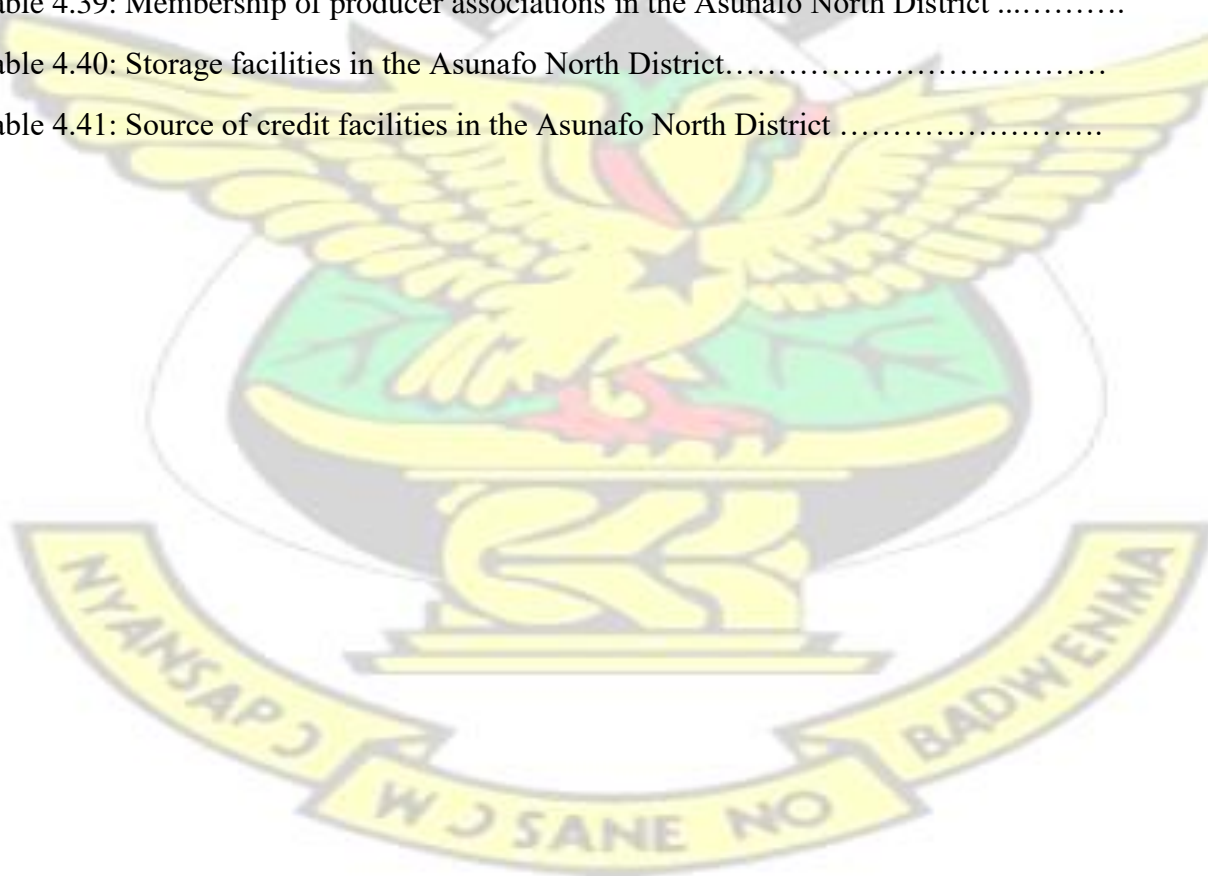 able 4.39: Membership of producer associations in the Asunafo North District ...……….
able 4.40: Storage facilities in the Asunafo North District………………………………
able 4.41: Source of credit facilities in the Asunafo North District …………………….
NYANSAPƆ
WƆSANE NO
BADWENMA